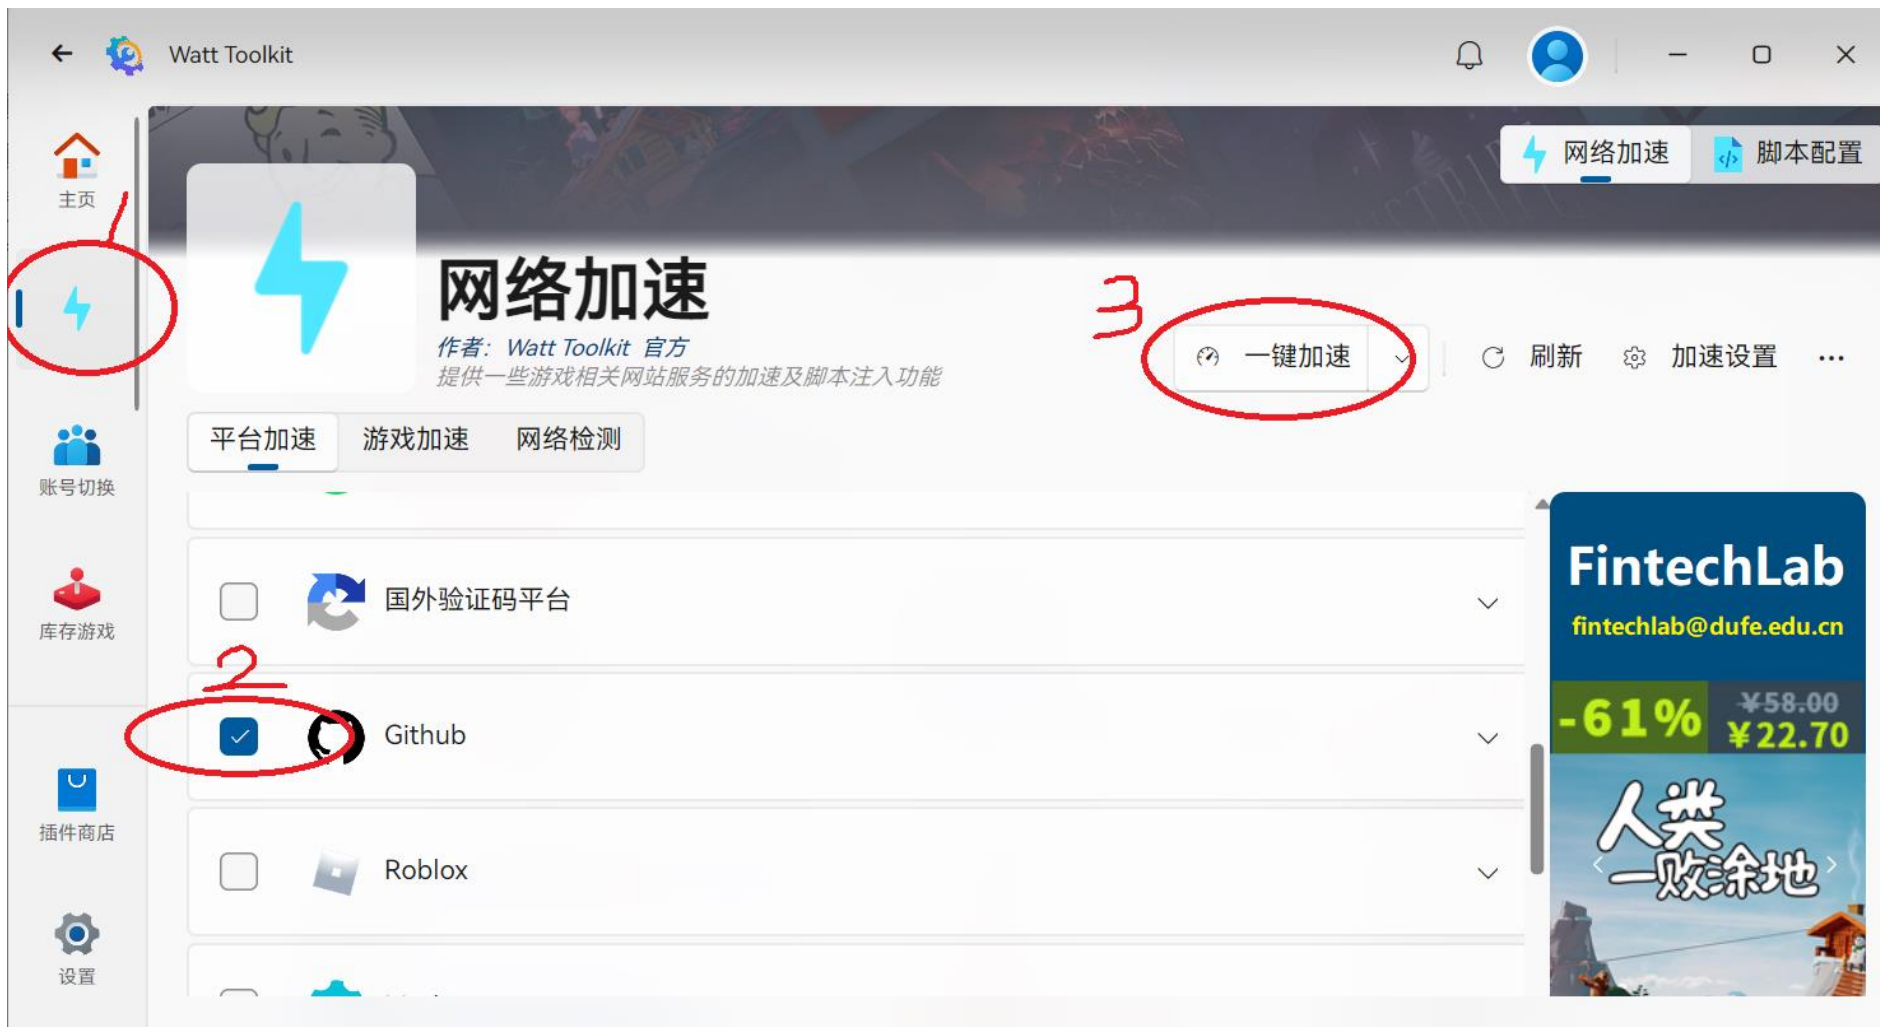 Watt Toolkit
主页
1
网络加速
脚本配置
网络加速
作者：Watt Toolkit 官方
提供一些游戏相关网站服务的加速及脚本注入功能
3
一键加速
刷新
加速设置
...
账号切换
平台加速
游戏加速
网络检测
库存游戏
国外验证码平台
2
Github
Roblox
插件商店
设置
FintechLab
fintechlab@dufe.edu.cn
-61%
¥58.00
¥22.70
人类
一败涂地